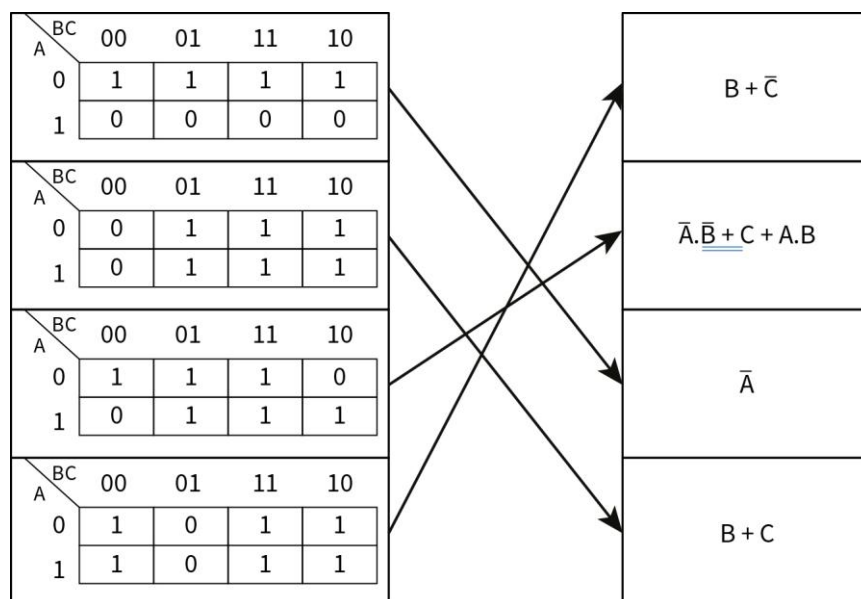 BC
A
00 01 11 10
0 1 1 1 1
1 0 0 0 0
BC
A
00 01 11 10
0 0 1 1 1
1 0 1 1 1
BC
A
00 01 11 10
0 1 1 1 0
1 0 1 1 1
BC
A
00 01 11 10
0 1 0 1 1
1 1 0 1 1
B + C̅
A̅.B̅ + C + A.B
A̅
B + C